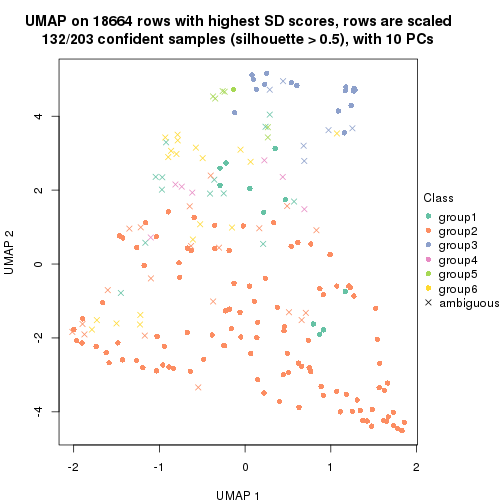 UMAP on 18664 rows with highest SD scores, rows are scaled
132/203 confident samples (silhouette > 0.5), with 10 PCs
4
2
0
-2
-4
UMAP 2
-2
-1
0
1
2
UMAP 1
Class
group1
group2
group3
group4
group5
group6
ambiguous